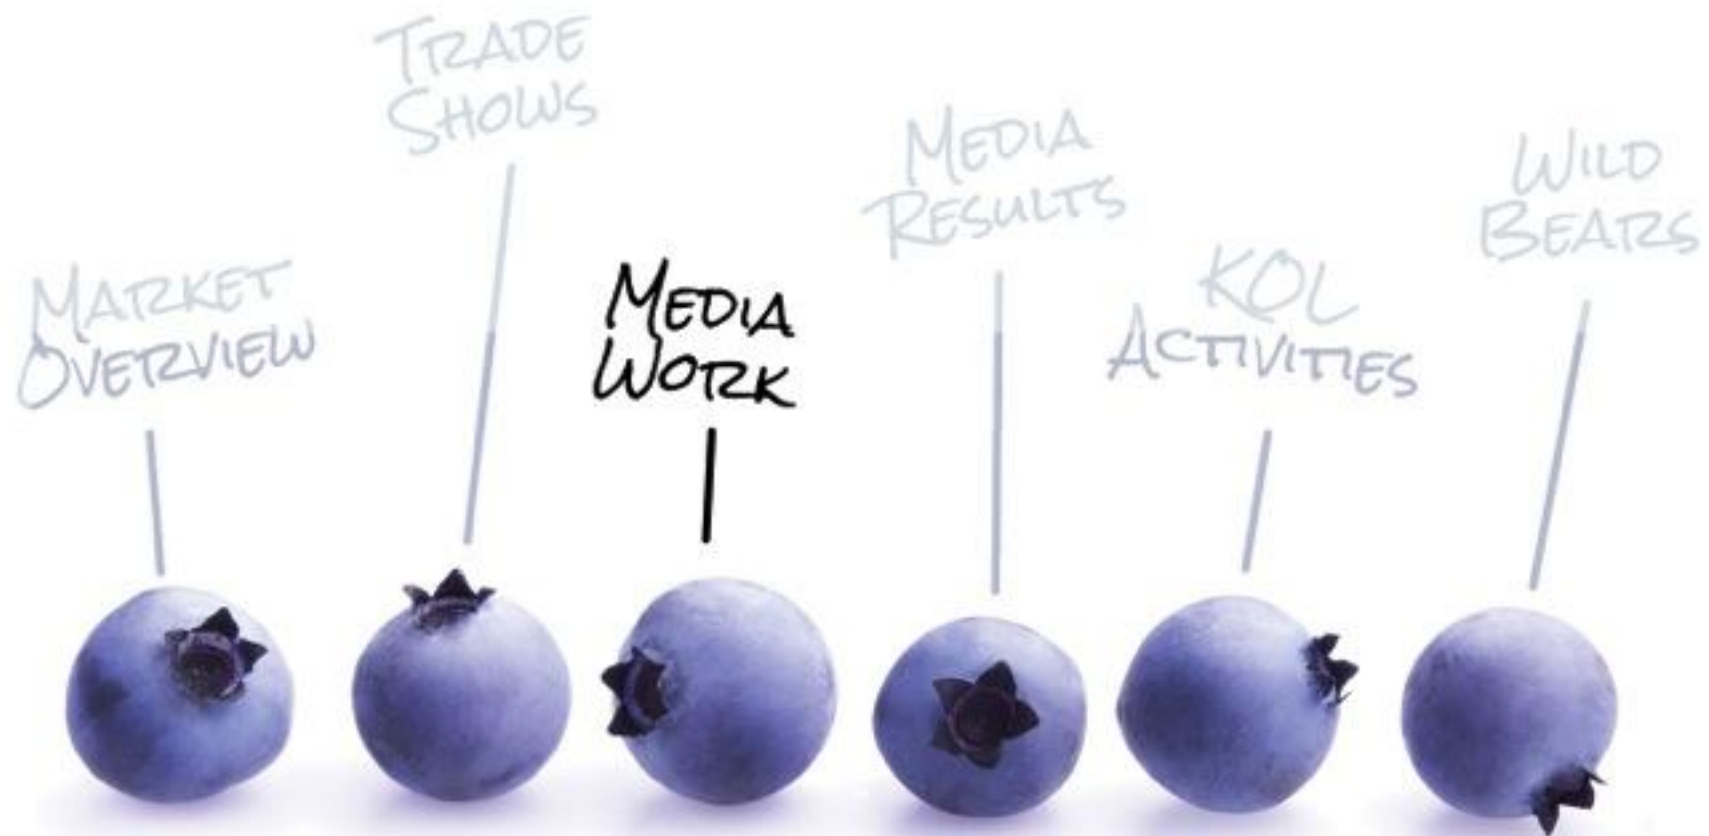 Market
Overview
Trade
Shows
Media
Work
Media
Results
KOL
Activities
Wild
Bears